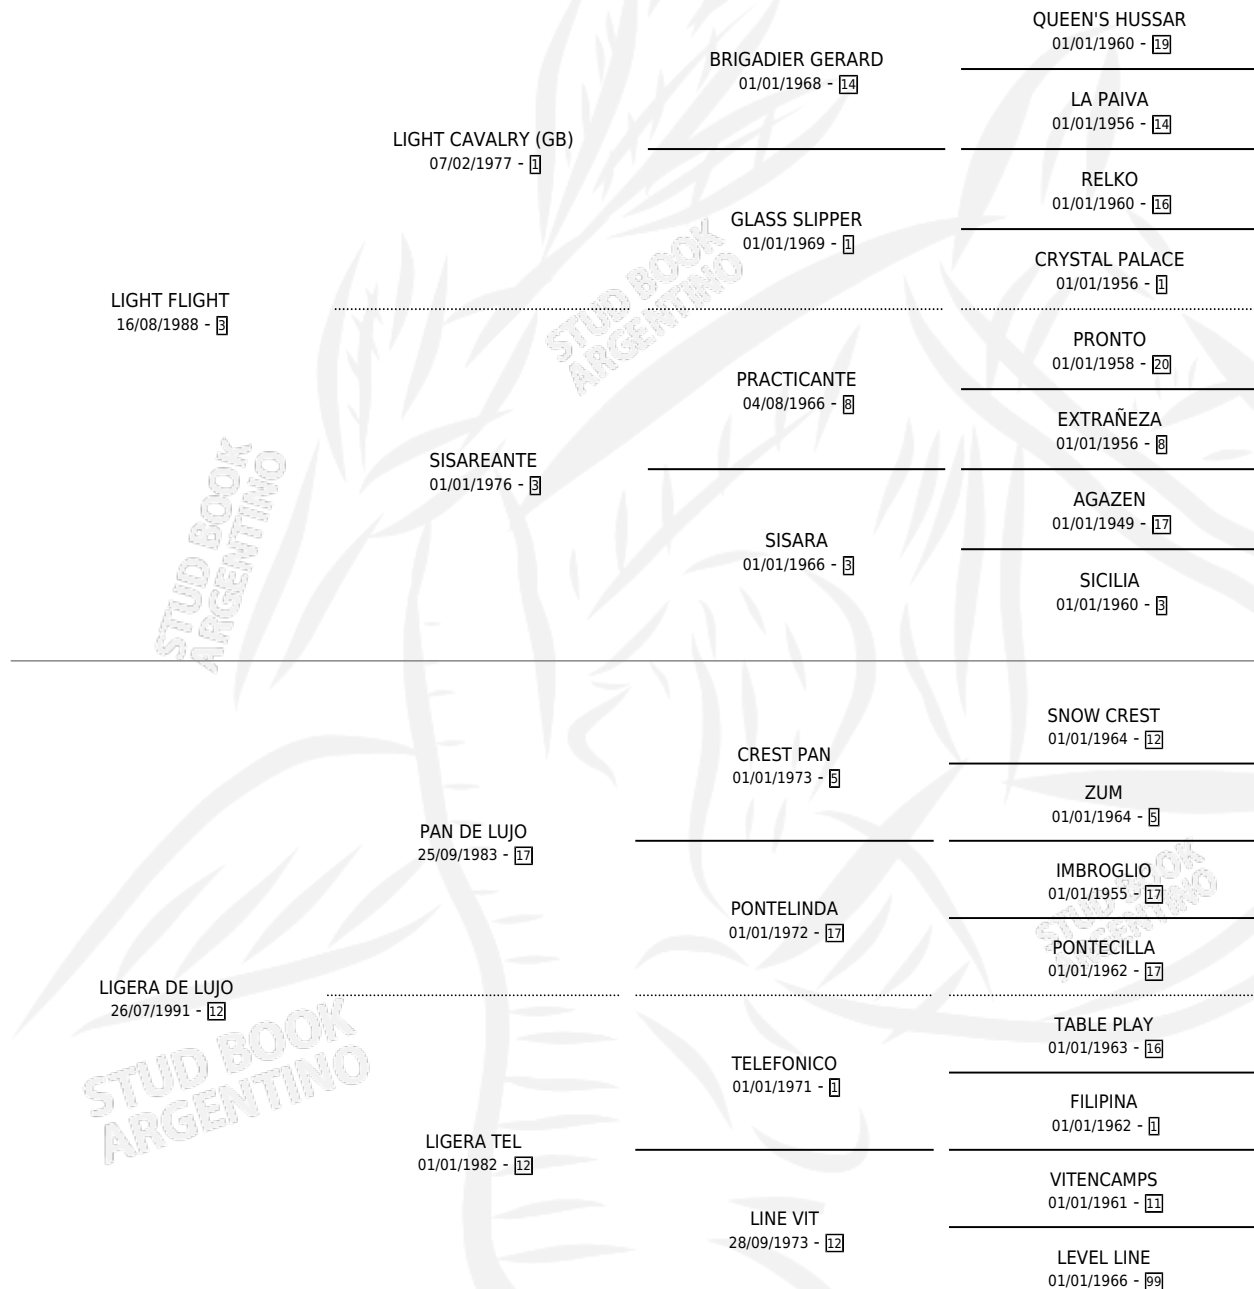 QUEEN'S HUSSAR
01/01/1960 - 19
BRIGADIER GERARD
01/01/1968 - 14
LA PAIVA
01/01/1956 - 14
LIGHT CAVALRY (GB)
07/02/1977 - 1
RELKO
01/01/1960 - 16
GLASS SLIPPER
01/01/1969 - 1
CRYSTAL PALACE
01/01/1956 - 1
LIGHT FLIGHT
16/08/1988 - 3
STUD BOOK
ARGENTINO
PRONTO
01/01/1958 - 20
PRACTICANTE
04/08/1966 - 8
EXTRAÑEZA
01/01/1956 - 8
SISAREANTE
01/01/1976 - 3
AGAZEN
01/01/1949 - 17
SISARA
01/01/1966 - 3
SICILIA
01/01/1960 - 3
STUD BOOK
ARGENTINO
SNOW CREST
01/01/1964 - 12
CREST PAN
01/01/1973 - 5
ZUM
01/01/1964 - 5
PAN DE LUJO
25/09/1983 - 17
IMBROGLIO
01/01/1955 - 17
PONTELINDA
01/01/1972 - 17
STUD BOOK
ARGENTINO
PONTECILLA
01/01/1962 - 17
LIGERA DE LUJO
26/07/1991 - 12
STUD BOOK
ARGENTINO
TABLE PLAY
01/01/1963 - 16
TELEFONICO
01/01/1971 - 1
FILIPINA
01/01/1962 - 1
LIGERA TEL
01/01/1982 - 12
VITENCAMPS
01/01/1961 - 11
LINE VIT
28/09/1973 - 12
LEVEL LINE
01/01/1966 - 99